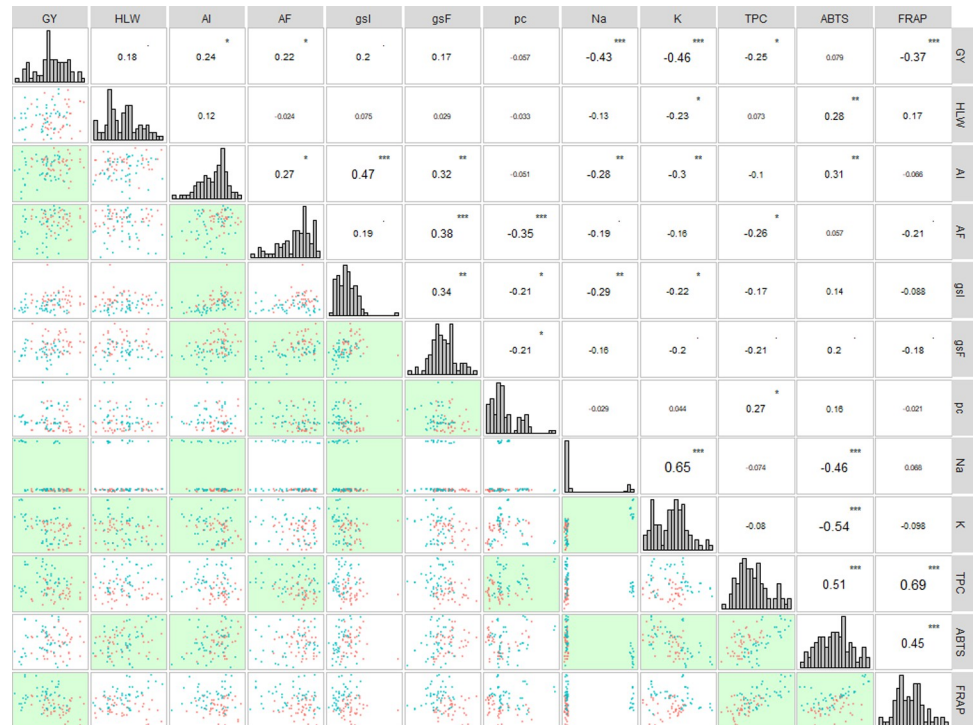 GY HLW AI AF gsI gsF pc Na K TPC ABTS FRAP
0.18 . 0.24 * 0.22 * 0.2 . 0.17 -0.057 -0.43 *** -0.46 *** -0.25 * 0.079 -0.37 *** GY
0.12 -0.024 0.075 0.029 -0.033 -0.13 -0.23 * 0.073 0.28 ** 0.17 HLW
0.27 * 0.47 *** 0.32 ** -0.051 -0.28 ** -0.3 ** -0.1 0.31 ** -0.066 AI
0.19 . 0.38 *** -0.35 *** -0.19 . -0.16 -0.26 * 0.057 -0.21 . AF
0.34 ** -0.21 * -0.29 ** -0.22 * -0.17 0.14 -0.088 gsI
-0.21 * -0.16 -0.2 . -0.21 . 0.2 . -0.18 . gsF
-0.029 0.044 0.27 * 0.16 -0.021 pc
0.65 *** -0.074 -0.46 *** 0.068 Na
-0.08 -0.54 *** -0.098 K
0.51 *** 0.69 *** TPC
0.45 *** ABTS
FRAP